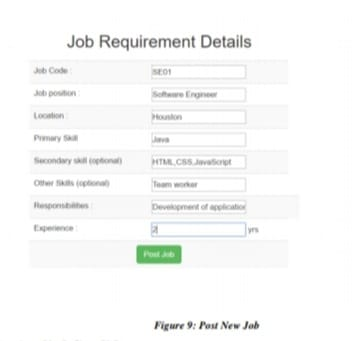 Job Requirement Details
Job Code : SE01
Job position : Software Engineer
Location : Houston
Primary Skill Java
Secondary skill (optional) HTML,CSS,JavaScript
Other Skills (optional) Team worker
Responsibilities : Development of applicatior
Experience : 2 yrs
Post Job
Figure 9: Post New Job